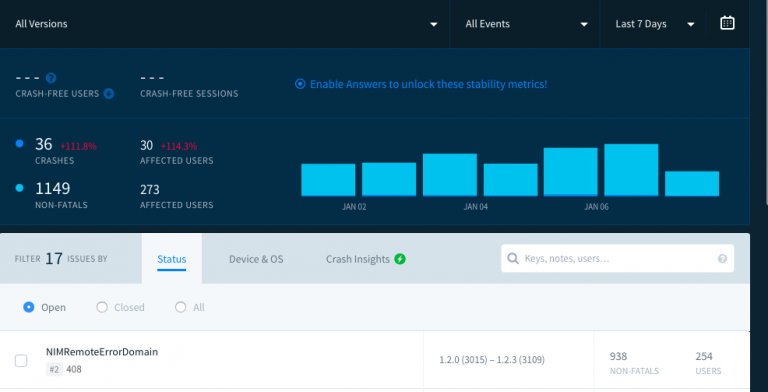 All Versions All Events Last 7 Days
- - - ? - - -
CRASH-FREE USERS CRASH-FREE SESSIONS
Enable Answers to unlock these stability metrics!
36 +111.8% 30 +114.3%
CRASHES AFFECTED USERS
1149 273
NON-FATALS AFFECTED USERS
JAN 02 JAN 04 JAN 06
FILTER 17 ISSUES BY Status Device & OS Crash Insights Keys, notes, users... ?
Open Closed All
NIMRemoteErrorDomain
#2 408
1.2.0 (3015) – 1.2.3 (3109)
938 254
NON-FATALS USERS